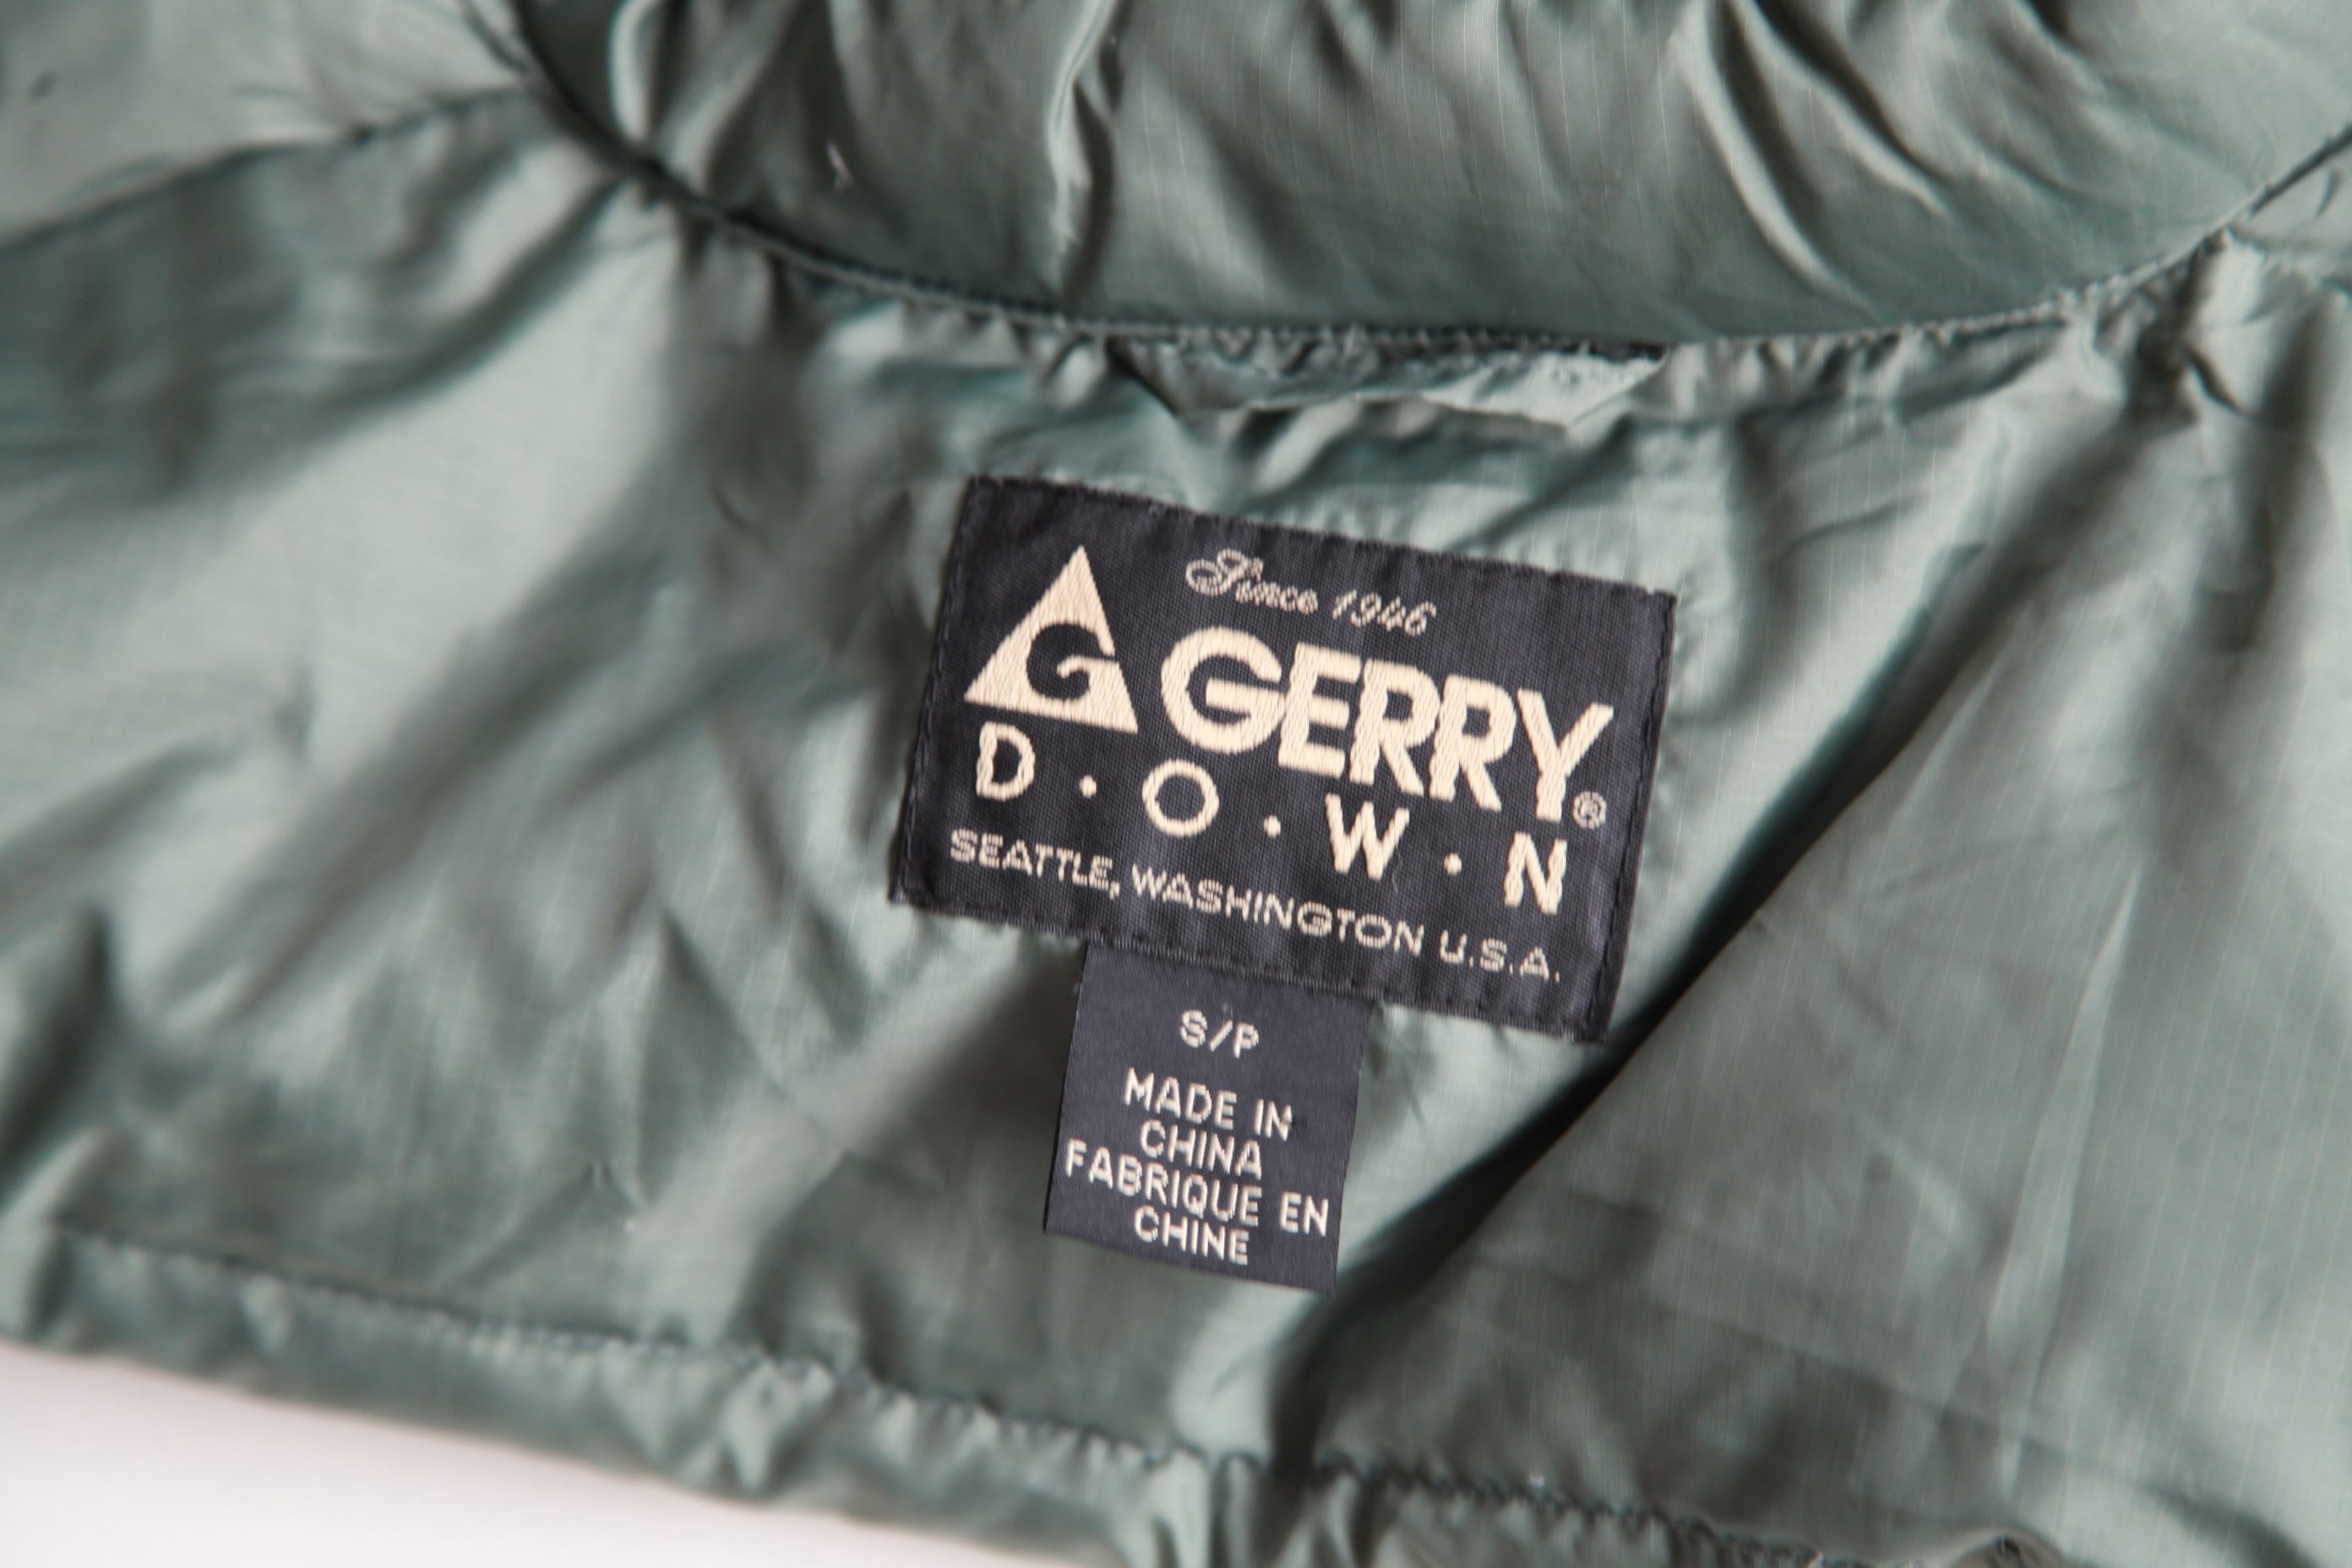 Since 1946
G GERRY®
D·O·W·N
SEATTLE, WASHINGTON U.S.A.
S/P
MADE IN
CHINA
FABRIQUE EN
CHINE